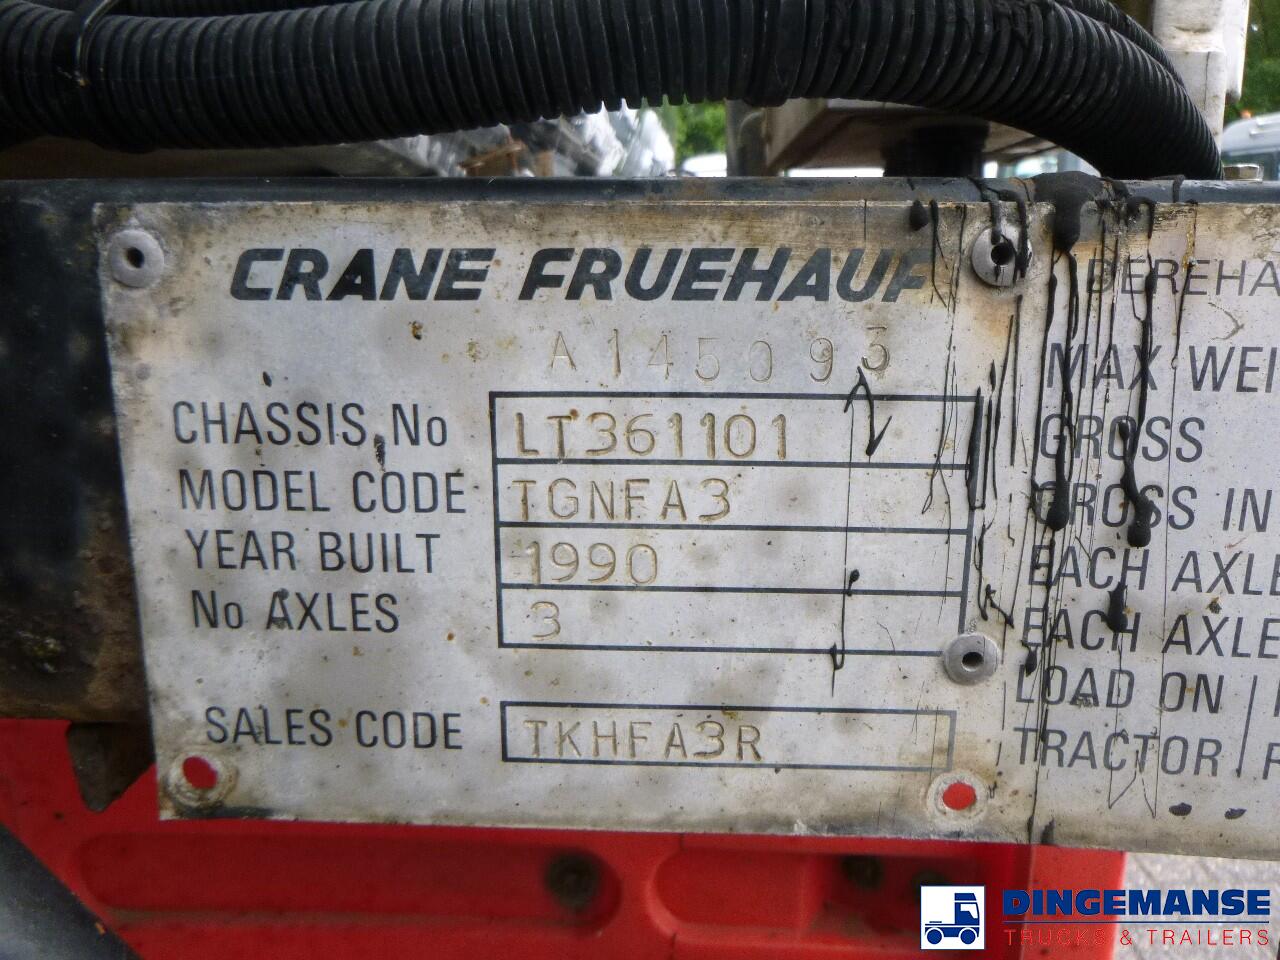 CRANE FRUEHAUF
A145093
CHASSIS No LT361101
MODEL CODE TGNFA3
YEAR BUILT 1990
No AXLES 3
SALES CODE TKHFA3R
DEREHA
MAX WEI
GROSS
GROSS IN
EACH AXLE
EACH AXLE
LOAD ON
TRACTOR
DINGEMANSE
TRUCKS & TRAILERS